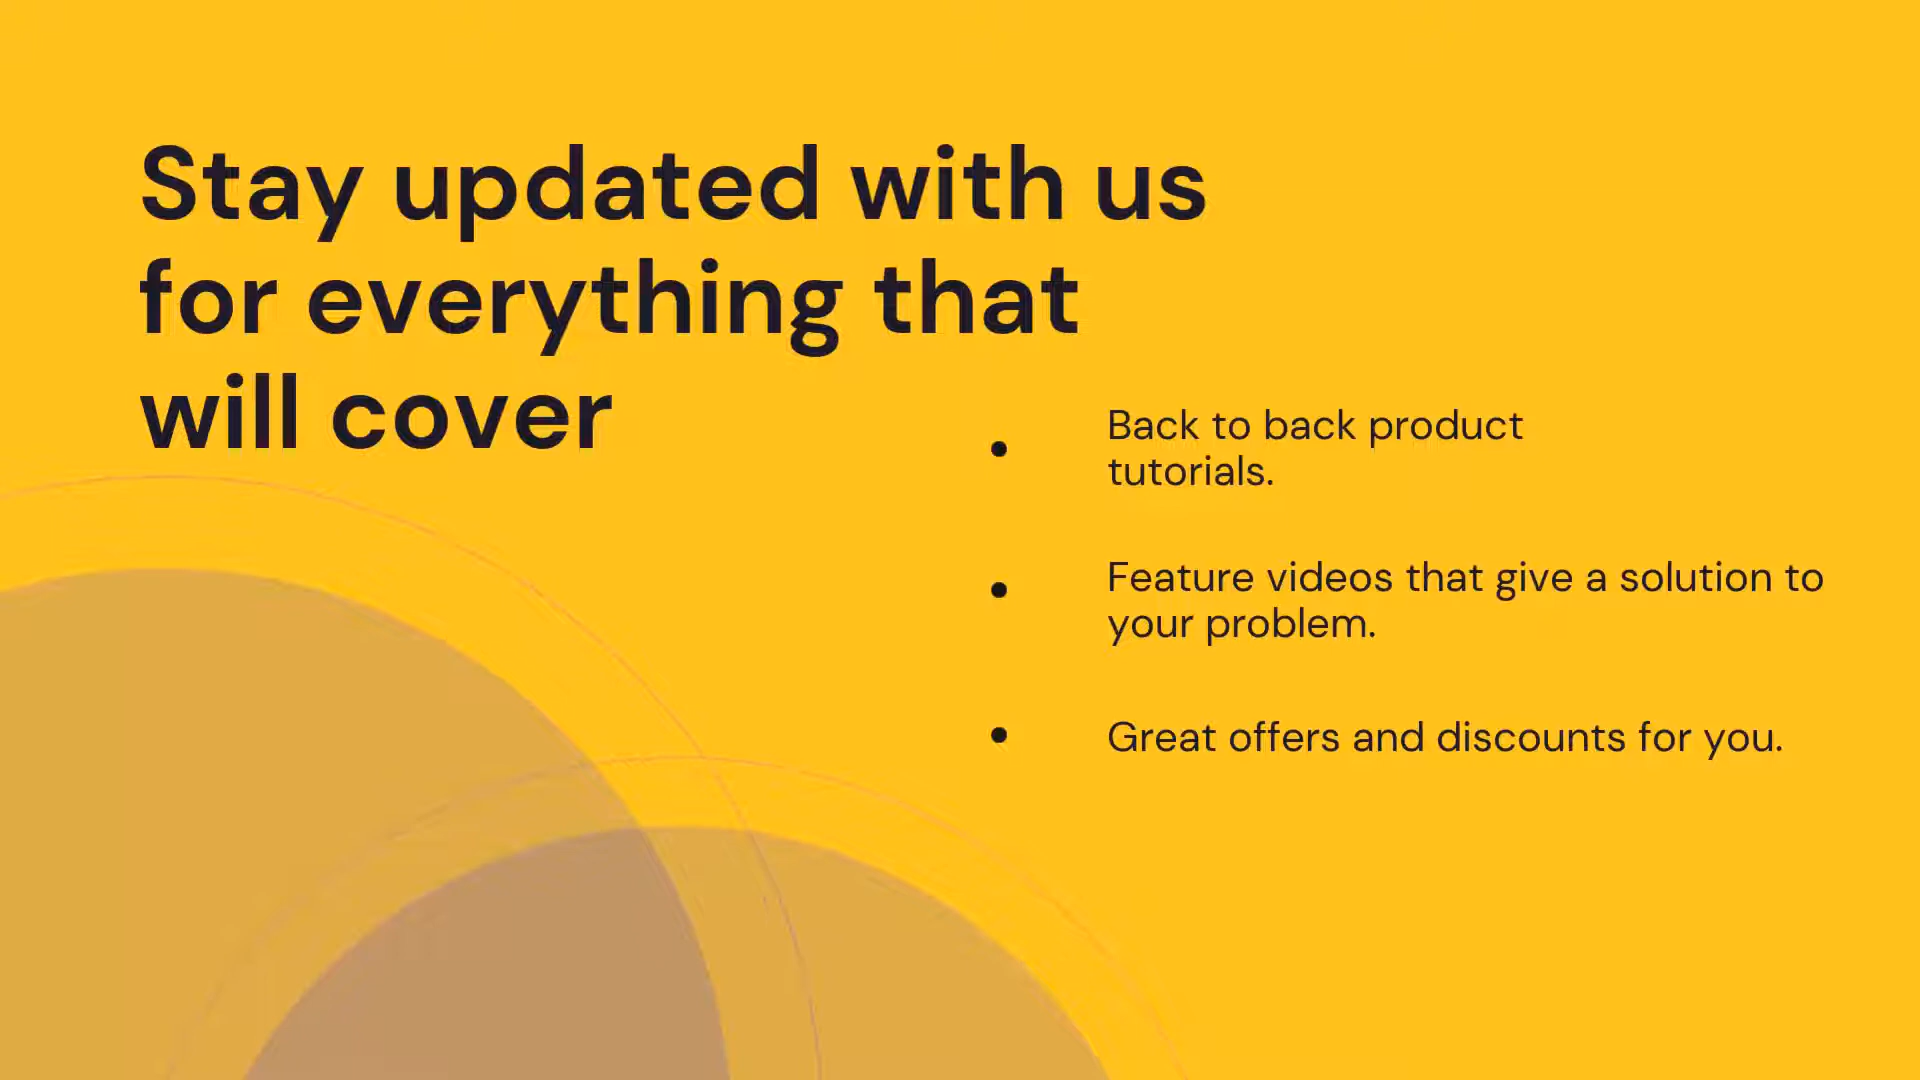 Stay updated with us
for everything that
will cover
Back to back product
tutorials.
Feature videos that give a solution to
your problem.
Great offers and discounts for you.